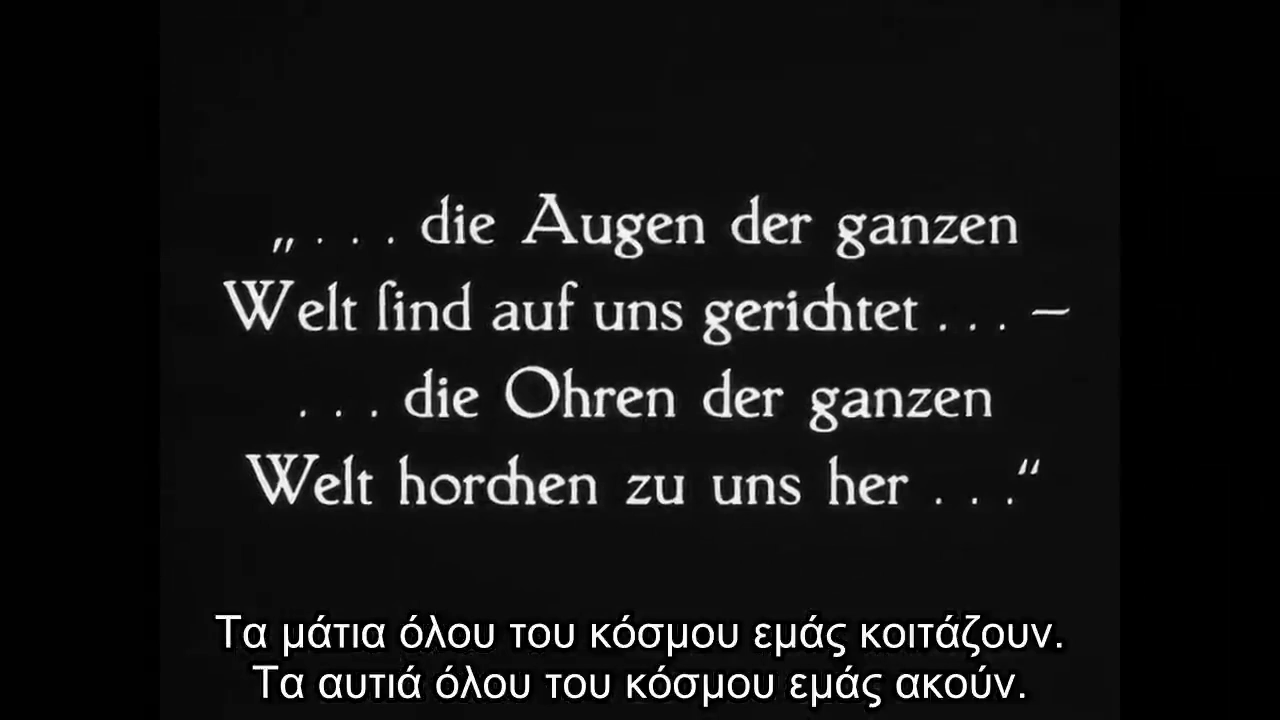 „. . . die Augen der ganzen
Welt ſind auf uns gerichtet . . . —
. . . die Ohren der ganzen
Welt horchen zu uns her . . .“
Τα μάτια όλου του κόσμου εμάς κοιτάζουν.
Τα αυτιά όλου του κόσμου εμάς ακούν.